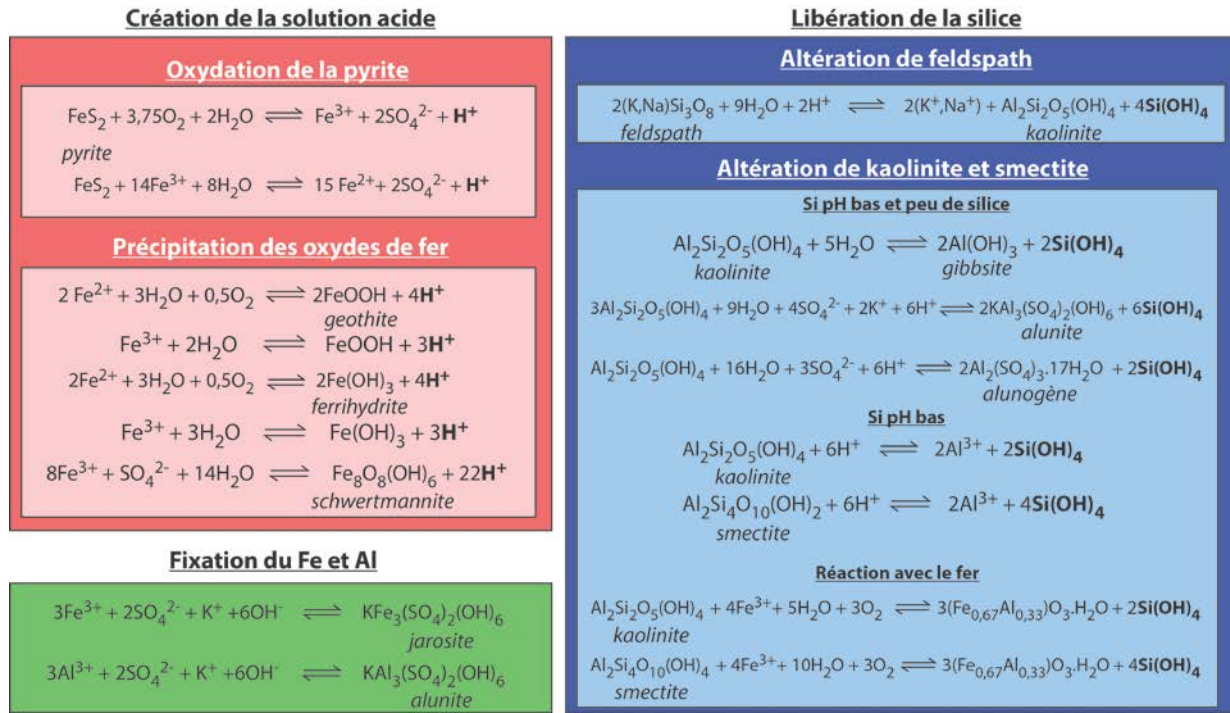 Création de la solution acide
Oxydation de la pyrite
FeS₂ + 3,75O₂ + 2H₂O ⇌ Fe³⁺ + 2SO₄²⁻ + H⁺
pyrite
FeS₂ + 14Fe³⁺ + 8H₂O ⇌ 15 Fe²⁺ + 2SO₄²⁻ + H⁺
Précipitation des oxydes de fer
2 Fe²⁺ + 3H₂O + 0,5O₂ ⇌ 2FeOOH + 4H⁺
geothite
Fe³⁺ + 2H₂O ⇌ FeOOH + 3H⁺
2Fe²⁺ + 3H₂O + 0,5O₂ ⇌ 2Fe(OH)₃ + 4H⁺
ferrihydrite
Fe³⁺ + 3H₂O ⇌ Fe(OH)₃ + 3H⁺
8Fe³⁺ + SO₄²⁻ + 14H₂O ⇌ Fe₈O₈(OH)₆ + 22H⁺
schwertmannite
Fixation du Fe et Al
3Fe³⁺ + 2SO₄²⁻ + K⁺ +6OH⁻ ⇌ KFe₃(SO₄)₂(OH)₆
jarosite
3Al³⁺ + 2SO₄²⁻ + K⁺ +6OH⁻ ⇌ KAl₃(SO₄)₂(OH)₆
alunite
Libération de la silice
Altération de feldspath
2(K,Na)Si₃O₈ + 9H₂O + 2H⁺ ⇌ 2(K⁺,Na⁺) + Al₂Si₂O₅(OH)₄ + 4Si(OH)₄
feldspath kaolinite
Altération de kaolinite et smectite
Si pH bas et peu de silice
Al₂Si₂O₅(OH)₄ + 5H₂O ⇌ 2Al(OH)₃ + 2Si(OH)₄
kaolinite gibbsite
3Al₂Si₂O₅(OH)₄ + 9H₂O + 4SO₄²⁻ + 2K⁺ + 6H⁺ ⇌ 2KAl₃(SO₄)₂(OH)₆ + 6Si(OH)₄
alunite
Al₂Si₂O₅(OH)₄ + 16H₂O + 3SO₄²⁻ + 6H⁺ ⇌ 2Al₂(SO₄)₃.17H₂O + 2Si(OH)₄
alunogène
Si pH bas
Al₂Si₂O₅(OH)₄ + 6H⁺ ⇌ 2Al³⁺ + 2Si(OH)₄
kaolinite
Al₂Si₄O₁₀(OH)₂ + 6H⁺ ⇌ 2Al³⁺ + 4Si(OH)₄
smectite
Réaction avec le fer
Al₂Si₂O₅(OH)₄ + 4Fe³⁺ + 5H₂O + 3O₂ ⇌ 3(Fe₀,₆₇Al₀,₃₃)O₃.H₂O + 2Si(OH)₄
kaolinite
Al₂Si₄O₁₀(OH)₄ + 4Fe³⁺ + 10H₂O + 3O₂ ⇌ 3(Fe₀,₆₇Al₀,₃₃)O₃.H₂O + 4Si(OH)₄
smectite